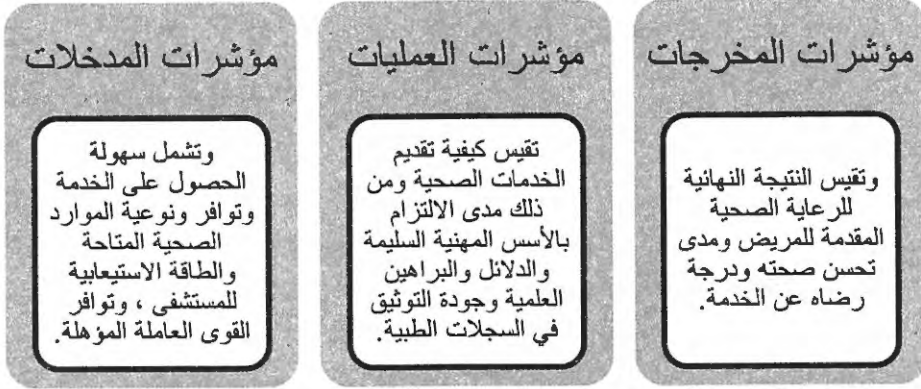 مؤشرات المخرجات
وتقيس النتيجة النهائية
للرعاية الصحية
المقدمة للمريض ومدى
تحسن صحته ودرجة
رضاه عن الخدمة.
مؤشرات العمليات
تقيس كيفية تقديم
الخدمات الصحية ومن
ذلك مدى الالتزام
بالأسس المهنية السليمة
والدلائل والبراهين
العلمية وجودة التوثيق
في السجلات الطبية.
مؤشرات المدخلات
وتشمل سهولة
الحصول على الخدمة
وتوافر ونوعية الموارد
الصحية المتاحة
والطاقة الاستيعابية
للمستشفى ، وتوافر
القوى العاملة المؤهلة.